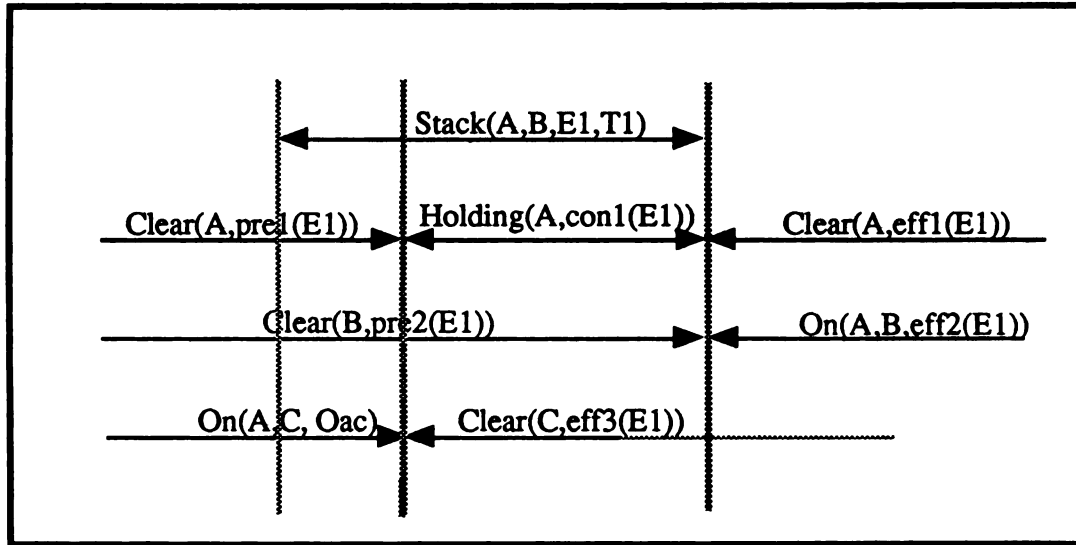 Stack(A,B,E1,T1)
Clear(A,pre1(E1)) Holding(A,con1(E1)) Clear(A,eff1(E1))
Clear(B,pre2(E1)) On(A,B,eff2(E1))
On(A,C, Oac) Clear(C,eff3(E1))